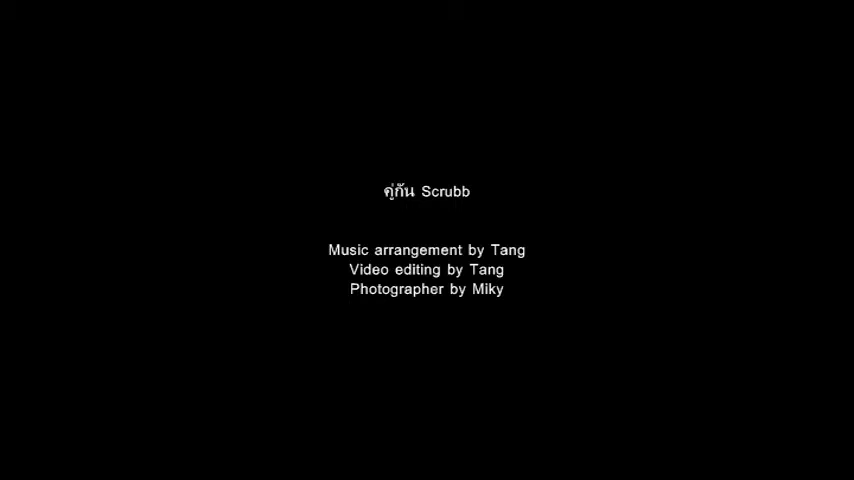 คู่กัน Scrubb
Music arrangement by Tang
Video editing by Tang
Photographer by Miky